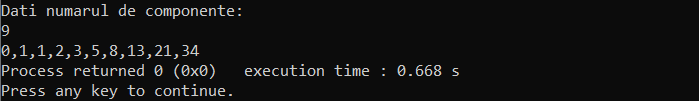 Dati numarul de componente:
9
0,1,1,2,3,5,8,13,21,34
Process returned 0 (0x0)   execution time : 0.668 s
Press any key to continue.